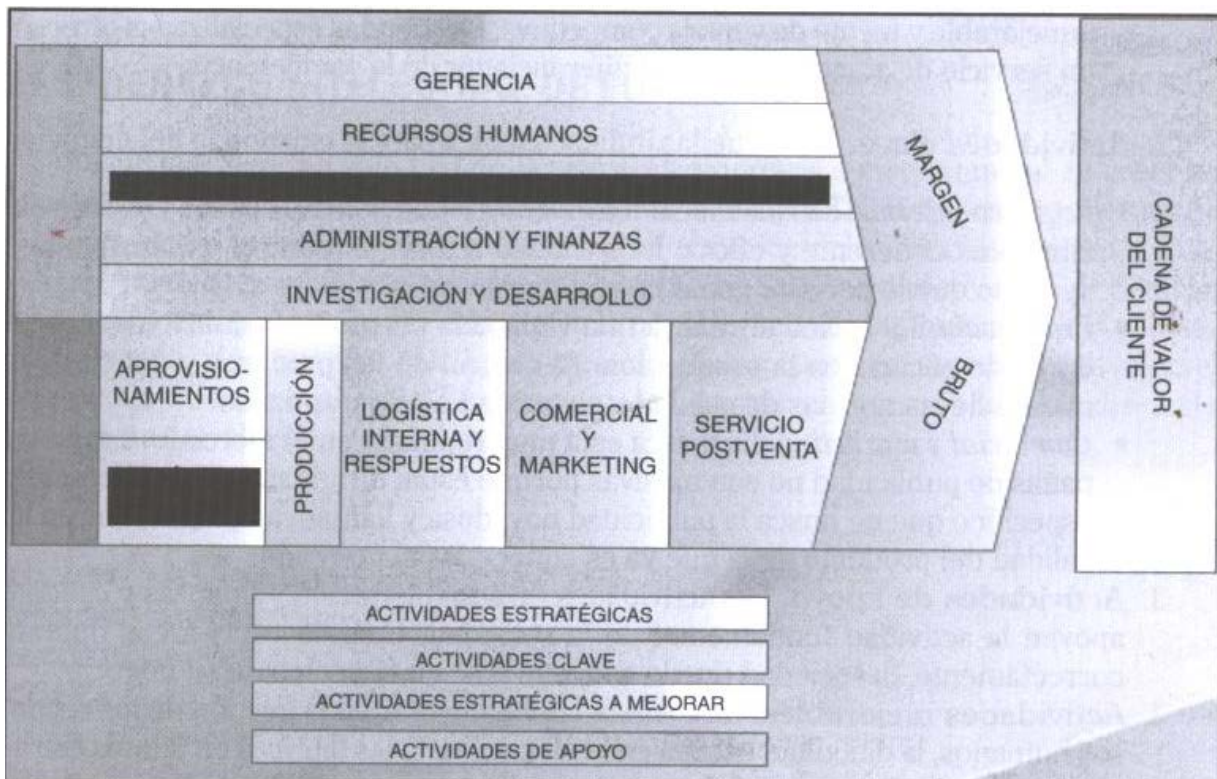 GERENCIA
RECURSOS HUMANOS
ADMINISTRACIÓN Y FINANZAS
INVESTIGACIÓN Y DESARROLLO
APROVISIO-
NAMIENTOS
PRODUCCIÓN
LOGÍSTICA
INTERNA Y
RESPUESTOS
COMERCIAL
Y
MARKETING
SERVICIO
POSTVENTA
MARGEN
BRUTO
CADENA DE VALOR
DEL CLIENTE
ACTIVIDADES ESTRATÉGICAS
ACTIVIDADES CLAVE
ACTIVIDADES ESTRATÉGICAS A MEJORAR
ACTIVIDADES DE APOYO